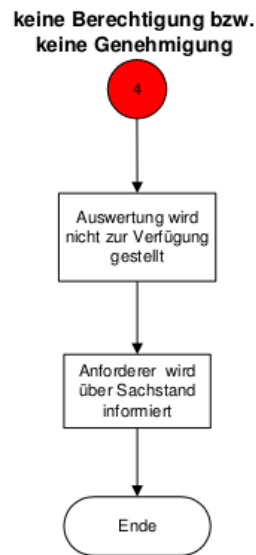 keine Berechtigung bzw.
keine Genehmigung
4
Auswertung wird
nicht zur Verfügung
gestellt
Anforderer wird
über Sachstand
informiert
Ende